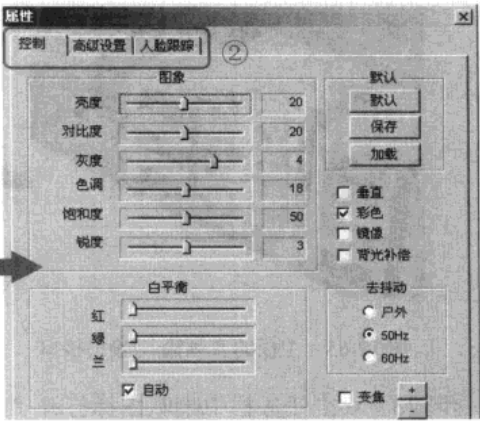 属性
控制 高级设置 人脸跟踪 ②
图象
亮度 20
对比度 20
灰度 4
色调 18
饱和度 50
锐度 3
默认
默认
保存
加载
垂直
彩色
镜像
背光补偿
白平衡
红
绿
兰
自动
去抖动
户外
50Hz
60Hz
变焦 +
-